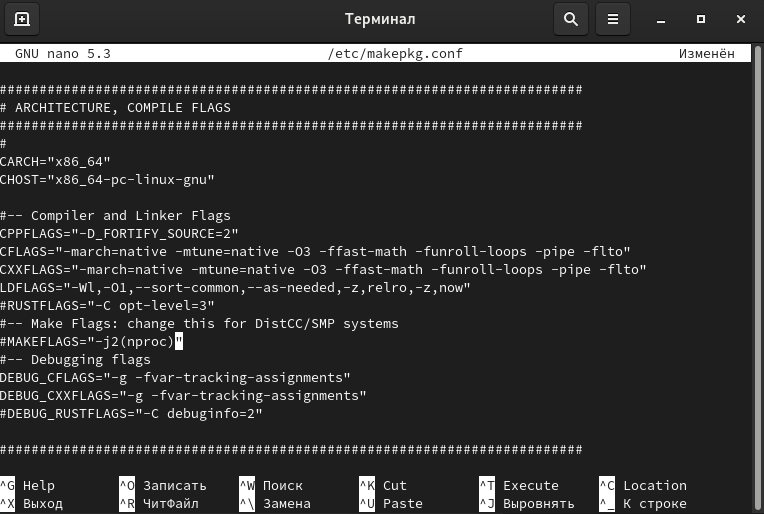 Терминал
GNU nano 5.3 /etc/makepkg.conf Изменён
#########################################################################
# ARCHITECTURE, COMPILE FLAGS
#########################################################################
#
CARCH="x86_64"
CHOST="x86_64-pc-linux-gnu"
#-- Compiler and Linker Flags
CPPFLAGS="-D_FORTIFY_SOURCE=2"
CFLAGS="-march=native -mtune=native -O3 -ffast-math -funroll-loops -pipe -flto"
CXXFLAGS="-march=native -mtune=native -O3 -ffast-math -funroll-loops -pipe -flto"
LDFLAGS="-Wl,-O1,--sort-common,--as-needed,-z,relro,-z,now"
#RUSTFLAGS="-C opt-level=3"
#-- Make Flags: change this for DistCC/SMP systems
#MAKEFLAGS="-j2(nproc)"
#-- Debugging flags
DEBUG_CFLAGS="-g -fvar-tracking-assignments"
DEBUG_CXXFLAGS="-g -fvar-tracking-assignments"
#DEBUG_RUSTFLAGS="-C debuginfo=2"
#########################################################################
^G Help ^O Записать ^W Поиск ^K Cut ^T Execute ^C Location
^X Выход ^R ЧитФайл ^\ Замена ^U Paste ^J Выровнять ^_ К строке